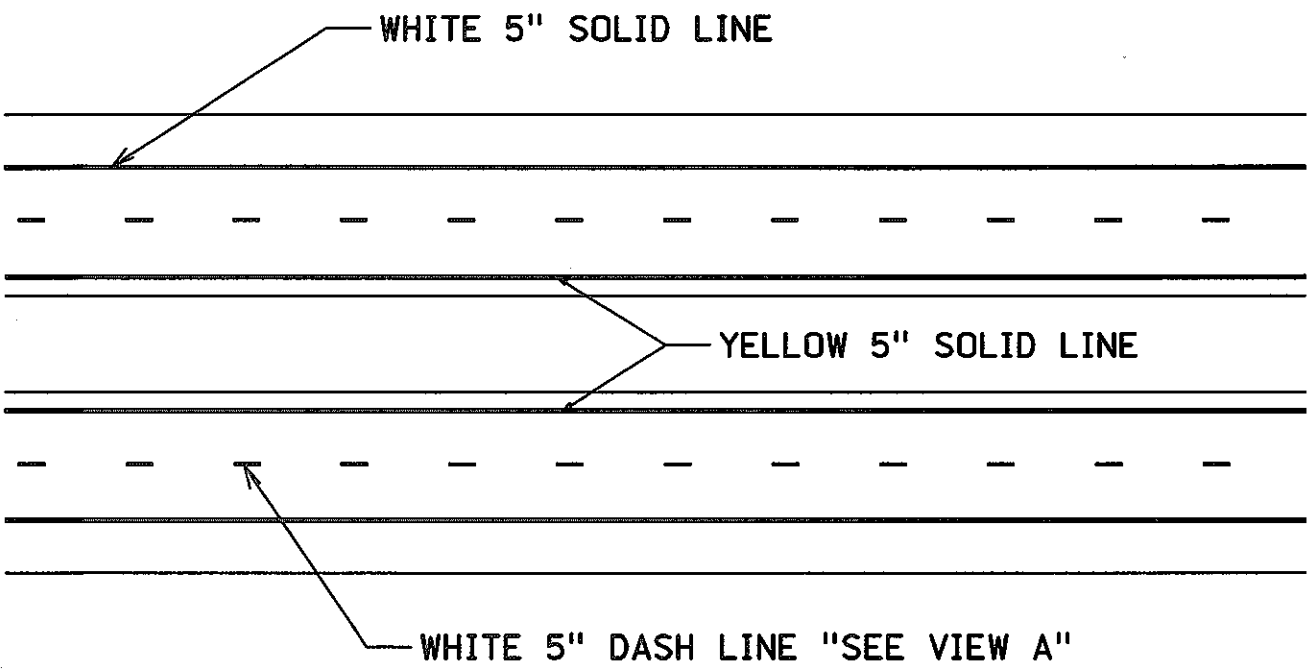 WHITE 5" SOLID LINE
YELLOW 5" SOLID LINE
WHITE 5" DASH LINE "SEE VIEW A"